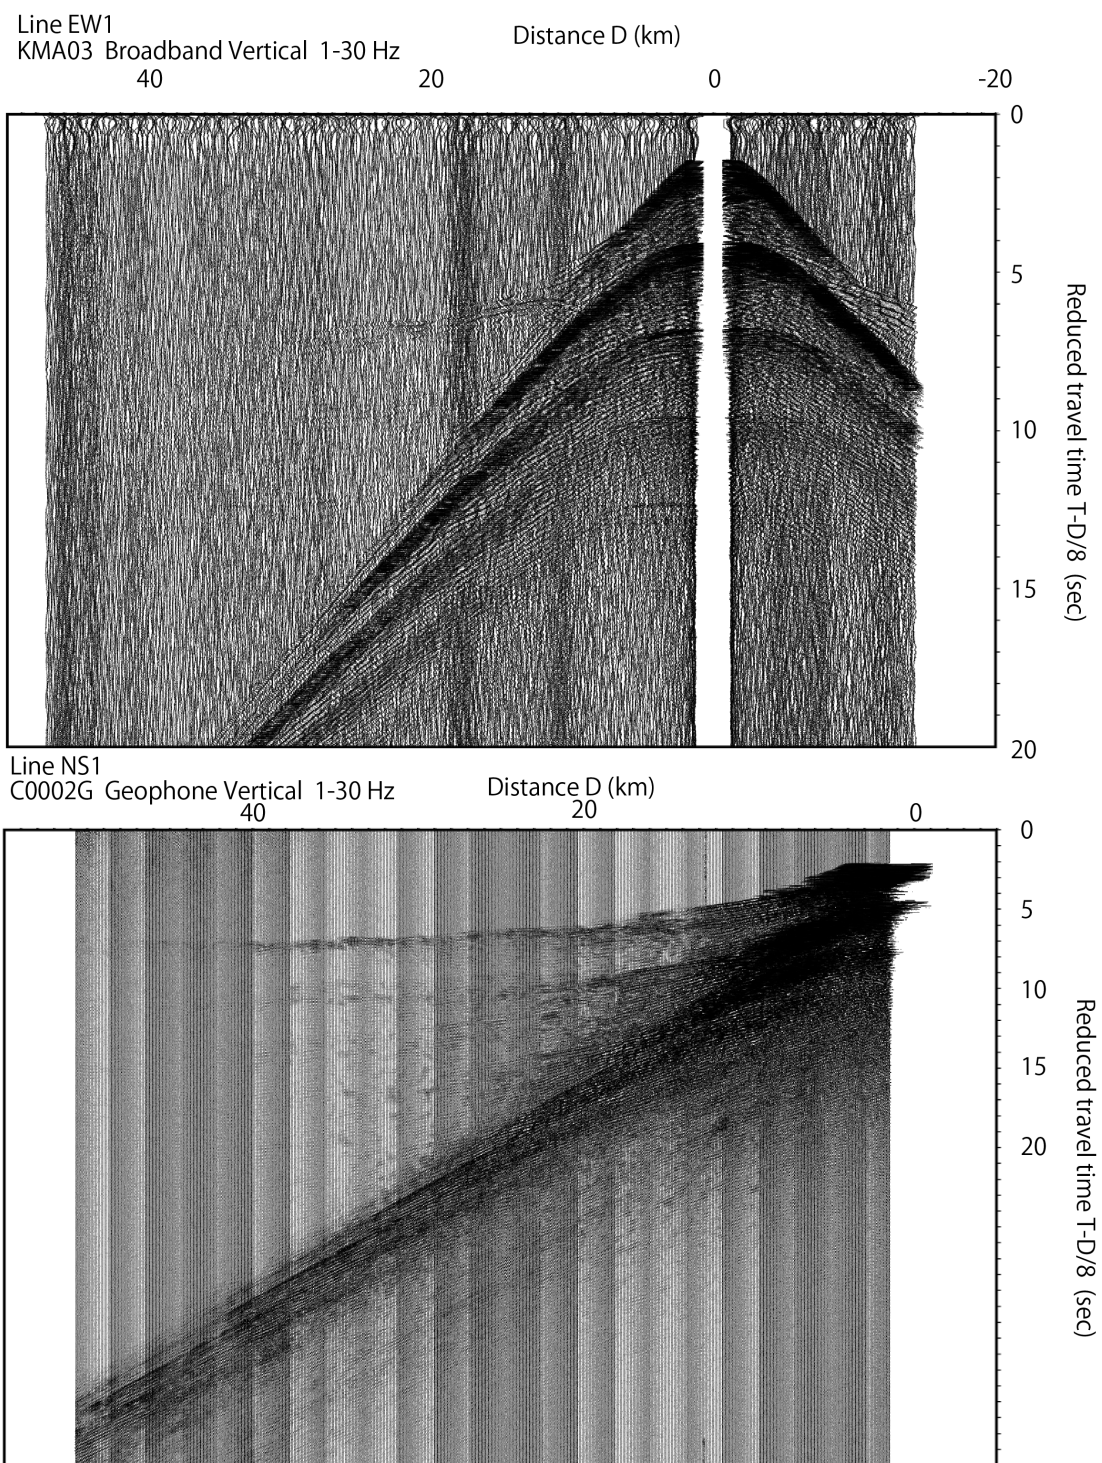 Line EW1
KMA03 Broadband Vertical 1-30 Hz
Distance D (km)
40 20 0 -20
0
5
10
15
20
Reduced travel time T-D/8 (sec)
Line NS1
C0002G Geophone Vertical 1-30 Hz
Distance D (km)
40 20 0
0
5
10
15
20
Reduced travel time T-D/8 (sec)